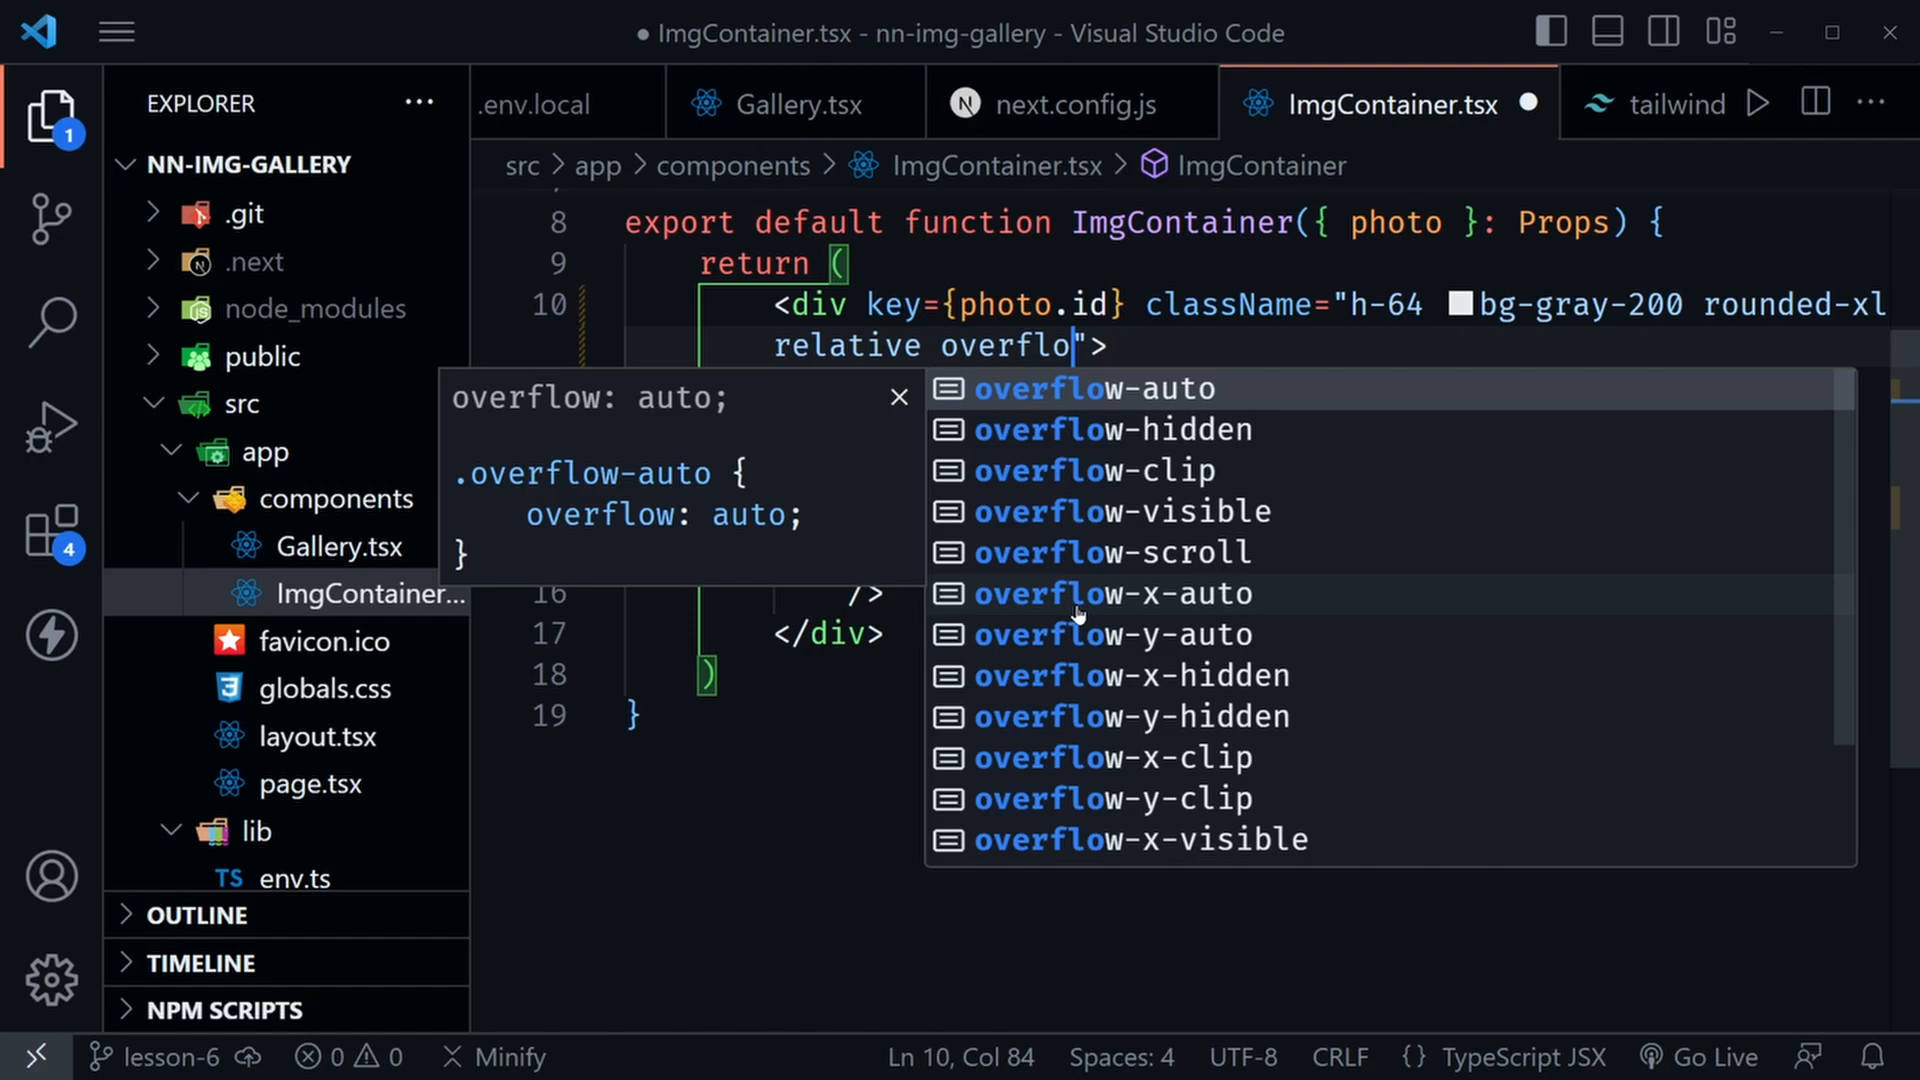 ImgContainer.tsx - nn-img-gallery - Visual Studio Code
EXPLORER
1
4
NN-IMG-GALLERY
.git
.next
node_modules
public
src
app
components
Gallery.tsx
ImgContainer...
favicon.ico
globals.css
layout.tsx
page.tsx
lib
TS env.ts
OUTLINE
TIMELINE
NPM SCRIPTS
.env.local Gallery.tsx N next.config.js ImgContainer.tsx tailwind
src > app > components > ImgContainer.tsx > ImgContainer
8 export default function ImgContainer({ photo }: Props) {
9 return (
10 <div key={photo.id} className="h-64 bg-gray-200 rounded-xl
relative overflo">
overflow: auto;
.overflow-auto {
overflow: auto;
}
overflow-auto
overflow-hidden
overflow-clip
overflow-visible
overflow-scroll
overflow-x-auto
overflow-y-auto
overflow-x-hidden
overflow-y-hidden
overflow-x-clip
overflow-y-clip
overflow-x-visible
16 />
17 </div>
18 )
19 }
lesson-6 0 0 Minify Ln 10, Col 84 Spaces: 4 UTF-8 CRLF {} TypeScript JSX Go Live